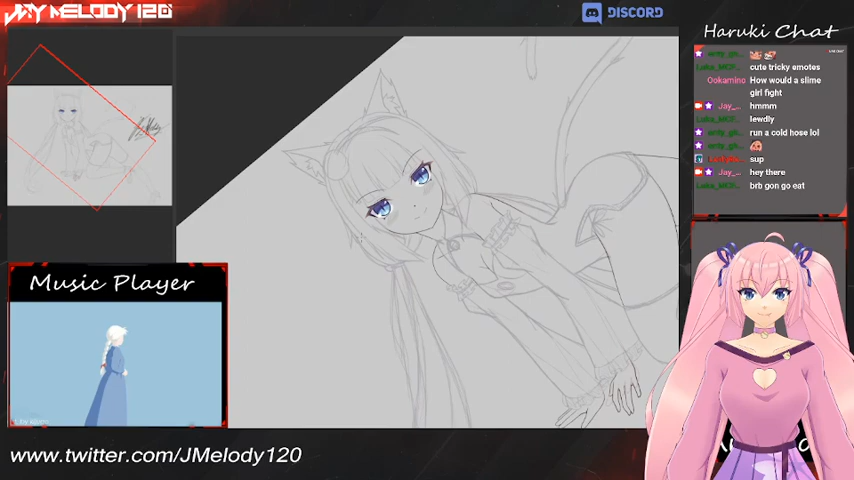 JAY MELODY 120
DISCORD
Haruki Chat
cute tricky emotes
Ookamino How would a slime
girl fight
Jay_... hmmm
lewdly
run a cold hose lol
sup
Jay_... hey there
brb gon go eat
Music Player
www.twitter.com/JMelody120